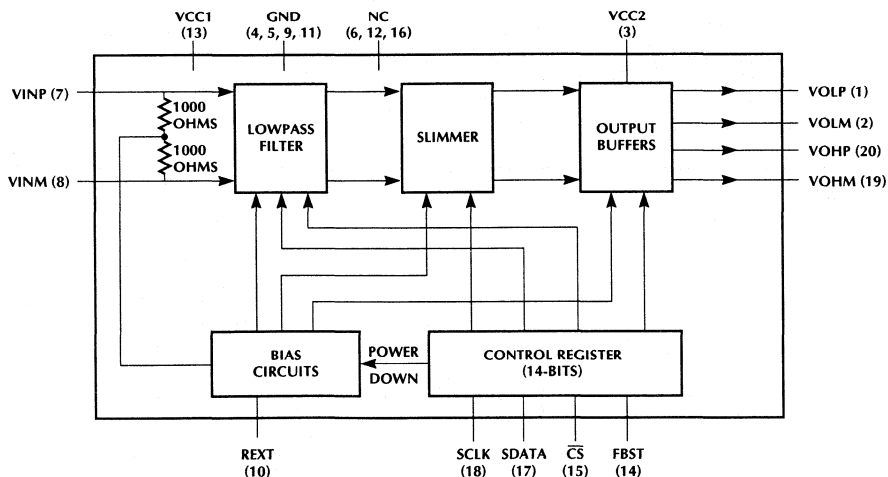 VCC1
(13)
GND
(4, 5, 9, 11)
NC
(6, 12, 16)
VCC2
(3)
VINP (7)
1000
OHMS
1000
OHMS
VINM (8)
LOWPASS
FILTER
SLIMMER
OUTPUT
BUFFERS
VOLP (1)
VOLM (2)
VOHP (20)
VOHM (19)
BIAS
CIRCUITS
POWER
DOWN
CONTROL REGISTER
(14-BITS)
REXT
(10)
SCLK
(18)
SDATA
(17)
C̅S̅
(15)
FBST
(14)